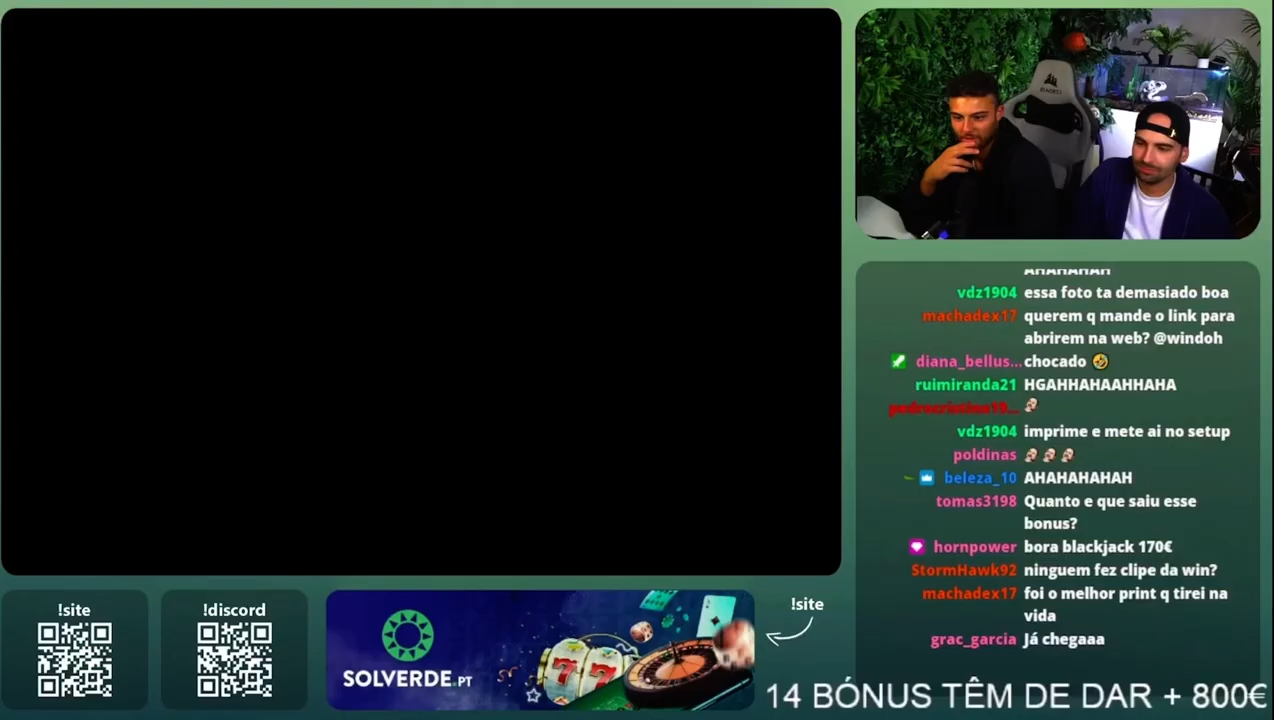 AHAHAHAH
vdz1904 essa foto ta demasiado boa
machadex17 querem q mande o link para
abrirem na web? @windoh
diana_bellus... chocado
ruimiranda21 HGAHHAHAAHHAHA
vdz1904 imprime e mete ai no setup
poldinas
beleza_10 AHAHAHAHAH
tomas3198 Quanto e que saiu esse
bonus?
hornpower bora blackjack 170€
StormHawk92 ninguem fez clipe da win?
machadex17 foi o melhor print q tirei na
vida
grac_garcia Já chegaaa
!site
!discord
SOLVERDE.PT
7 7
!site
14 BÓNUS TÊM DE DAR + 800€